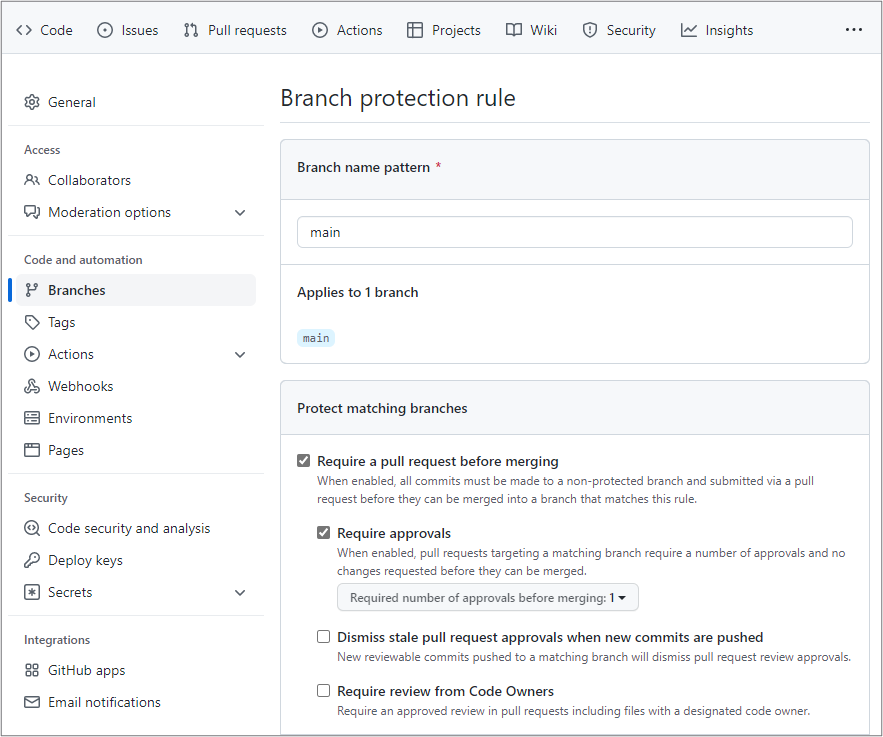 Code Issues Pull requests Actions Projects Wiki Security Insights ...
General
Access
Collaborators
Moderation options
Code and automation
Branches
Tags
Actions
Webhooks
Environments
Pages
Security
Code security and analysis
Deploy keys
Secrets
Integrations
GitHub apps
Email notifications
Branch protection rule
Branch name pattern *
main
Applies to 1 branch
main
Protect matching branches
Require a pull request before merging
When enabled, all commits must be made to a non-protected branch and submitted via a pull
request before they can be merged into a branch that matches this rule.
Require approvals
When enabled, pull requests targeting a matching branch require a number of approvals and no
changes requested before they can be merged.
Required number of approvals before merging: 1
Dismiss stale pull request approvals when new commits are pushed
New reviewable commits pushed to a matching branch will dismiss pull request review approvals.
Require review from Code Owners
Require an approved review in pull requests including files with a designated code owner.